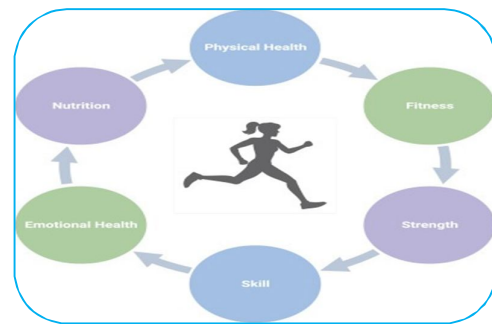 Physical Health
Fitness
Strength
Skill
Emotional Health
Nutrition